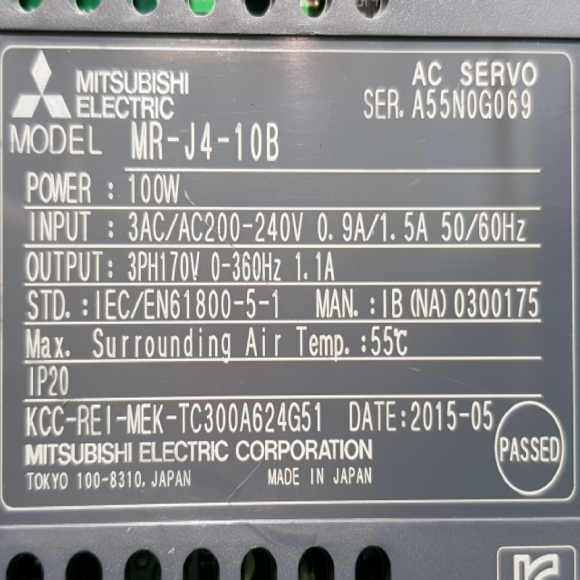 MITSUBISHI
ELECTRIC
AC SERVO
SER. A55N0G069
MODEL MR-J4-10B
POWER : 100W
INPUT : 3AC/AC200-240V 0.9A/1.5A 50/60Hz
OUTPUT: 3PH170V 0-360Hz 1.1A
STD.:IEC/EN61800-5-1 MAN.:IB(NA)0300175
Max. Surrounding Air Temp.:55℃
IP20
KCC-REI-MEK-TC300A624G51 DATE:2015-05
MITSUBISHI ELECTRIC CORPORATION
PASSED
TOKYO 100-8310, JAPAN MADE IN JAPAN